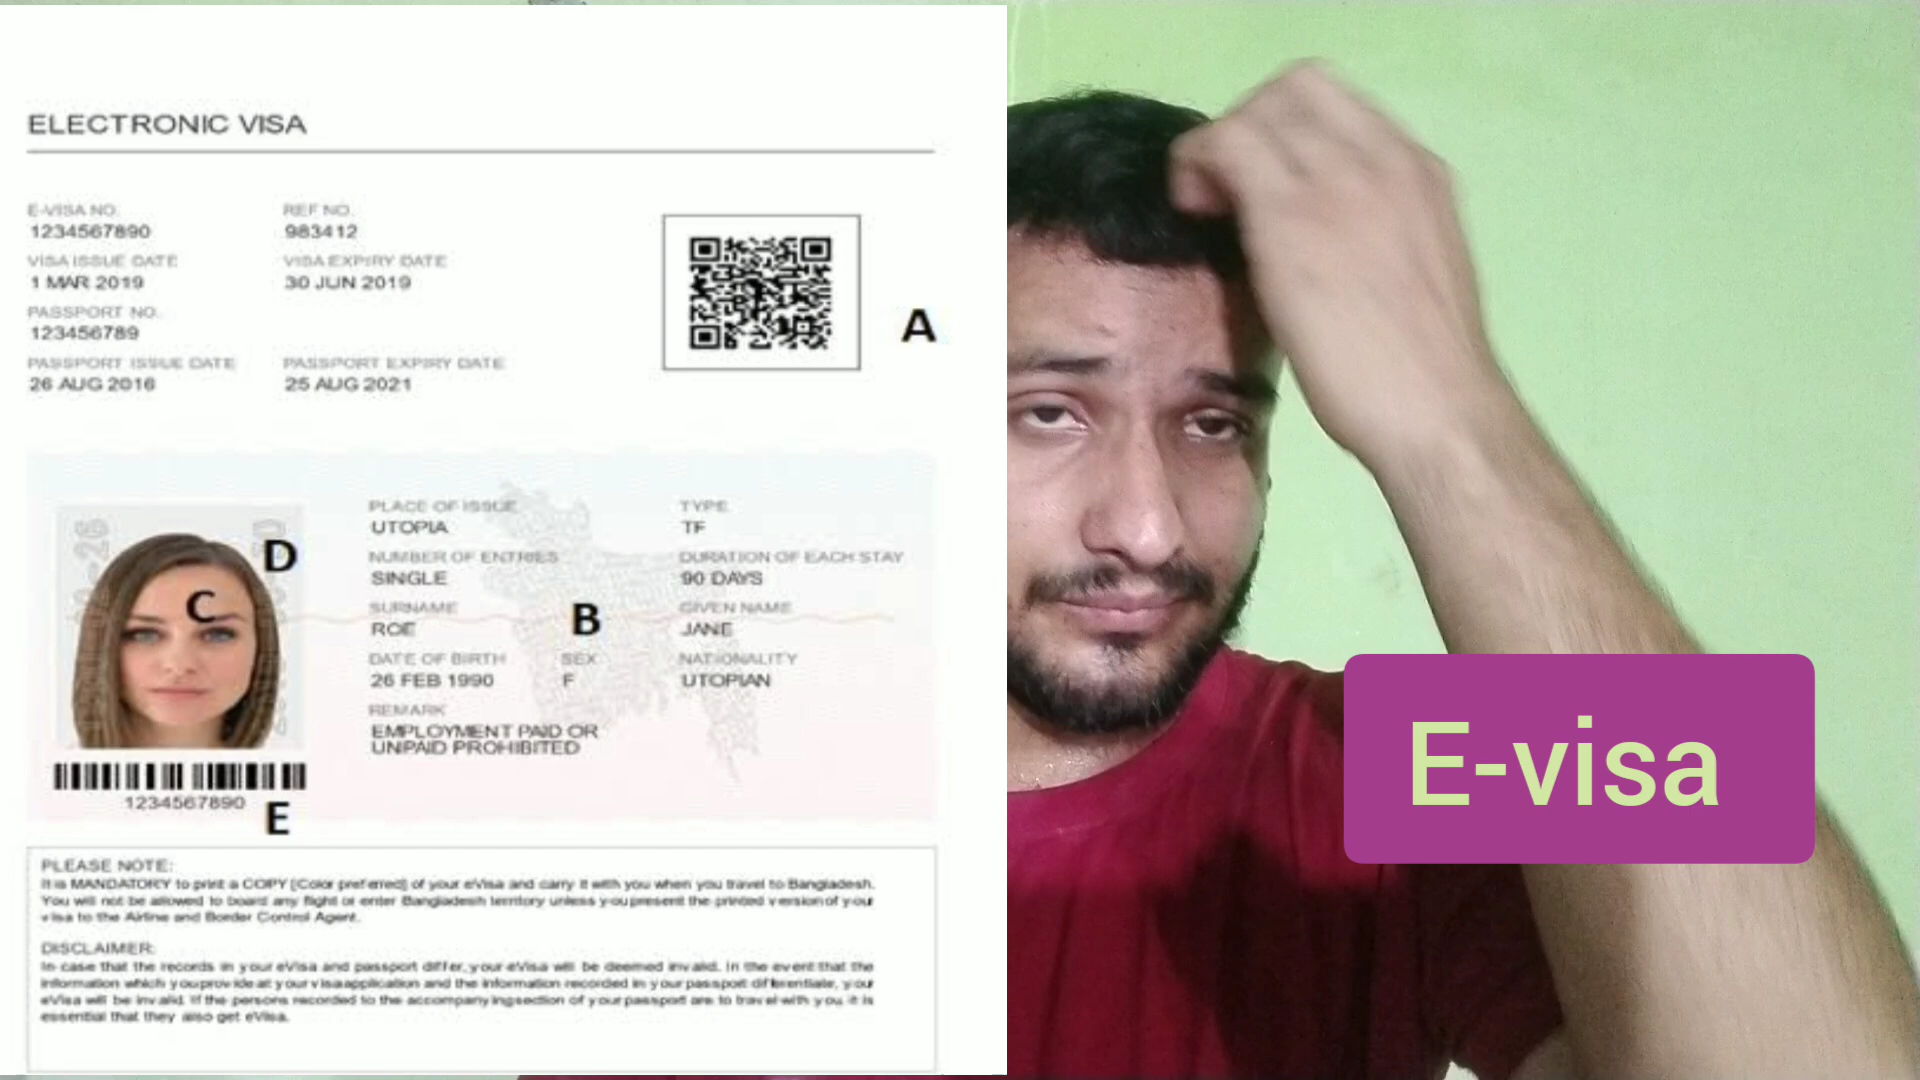 ELECTRONIC VISA
E-VISA NO. REF NO.
1234567890 983412
VISA ISSUE DATE VISA EXPIRY DATE
1 MAR 2019 30 JUN 2019
PASSPORT NO.
123456789
A
PASSPORT ISSUE DATE PASSPORT EXPIRY DATE
26 AUG 2016 25 AUG 2021
PLACE OF ISSUE TYPE
UTOPIA TF
D
NUMBER OF ENTRIES DURATION OF EACH STAY
SINGLE 90 DAYS
C
SURNAME GIVEN NAME
B
ROE JANE
DATE OF BIRTH SEX NATIONALITY
26 FEB 1990 F UTOPIAN
REMARK
EMPLOYMENT PAID OR
UNPAID PROHIBITED
1234567890
E
PLEASE NOTE:
It is MANDATORY to print a COPY [Color preferred] of your eVisa and carry it with you when you travel to Bangladesh.
You will not be allowed to board any flight or enter Bangladesh territory unless you present the printed version of your
visa to the Airline and Border Control Agent.
DISCLAIMER:
In case that the records in your eVisa and passport differ, your eVisa will be deemed invalid. In the event that the
information which you provide at your visa application and the information recorded in your passport differentiate, your
eVisa will be invalid. If the persons recorded to the accompanying section of your passport are to travel with you, it is
essential that they also get eVisa.
E-visa